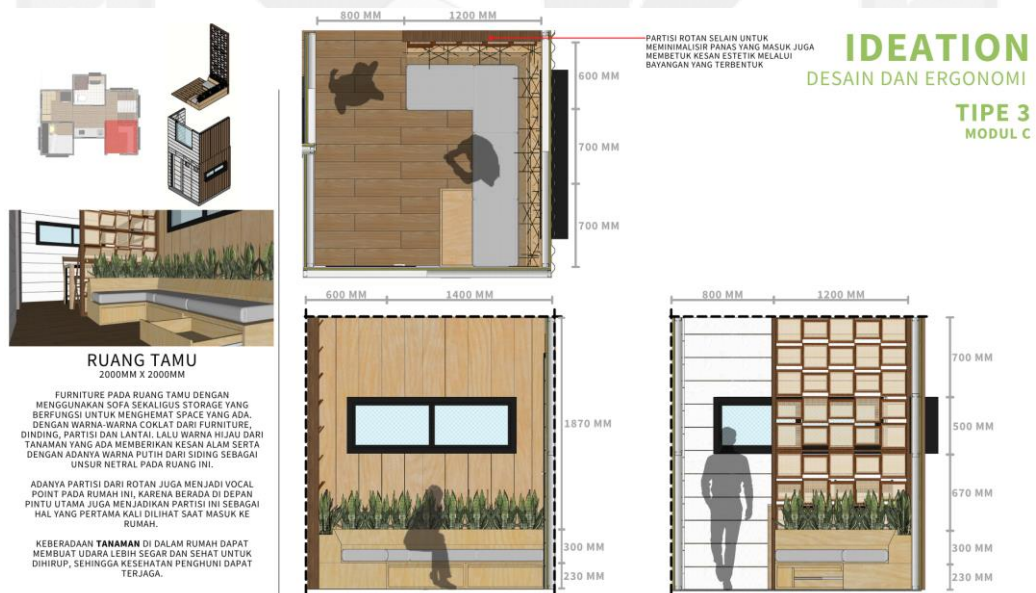 IDEATION
DESAIN DAN ERGONOMI
TIPE 3
MODUL C
800 MM
1200 MM
PARTISI ROTAN SELAIN UNTUK
MEMINIMALISIR PANAS YANG MASUK JUGA
MEMBETUK KESAN ESTETIK MELALUI
BAYANGAN YANG TERBENTUK
600 MM
700 MM
700 MM
RUANG TAMU
2000MM X 2000MM
FURNITURE PADA RUANG TAMU DENGAN
MENGGUNAKAN SOFA SEKALIGUS STORAGE YANG
BERFUNGSI UNTUK MENGHEMAT SPACE YANG ADA.
DENGAN WARNA-WARNA COKLAT DARI FURNITURE,
DINDING, PARTISI DAN LANTAI. LALU WARNA HIJAU DARI
TANAMAN YANG ADA MEMBERIKAN KESAN ALAM SERTA
DENGAN ADANYA WARNA PUTIH DARI SIDING SEBAGAI
UNSUR NETRAL PADA RUANG INI.
ADANYA PARTISI DARI ROTAN JUGA MENJADI VOCAL
POINT PADA RUMAH INI, KARENA BERADA DI DEPAN
PINTU UTAMA JUGA MENJADIKAN PARTISI INI SEBAGAI
HAL YANG PERTAMA KALI DILIHAT SAAT MASUK KE
RUMAH.
KEBERADAAN TANAMAN DI DALAM RUMAH DAPAT
MEMBUAT UDARA LEBIH SEGAR DAN SEHAT UNTUK
DIHIRUP, SEHINGGA KESEHATAN PENGHUNI DAPAT
TERJAGA.
600 MM
1400 MM
1870 MM
300 MM
230 MM
800 MM
1200 MM
700 MM
500 MM
670 MM
300 MM
230 MM